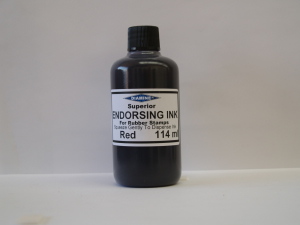 Superior
ENDORSING INK
For Rubber Stamps
Squeeze Gently To Dispense Ink
Red 114 ml